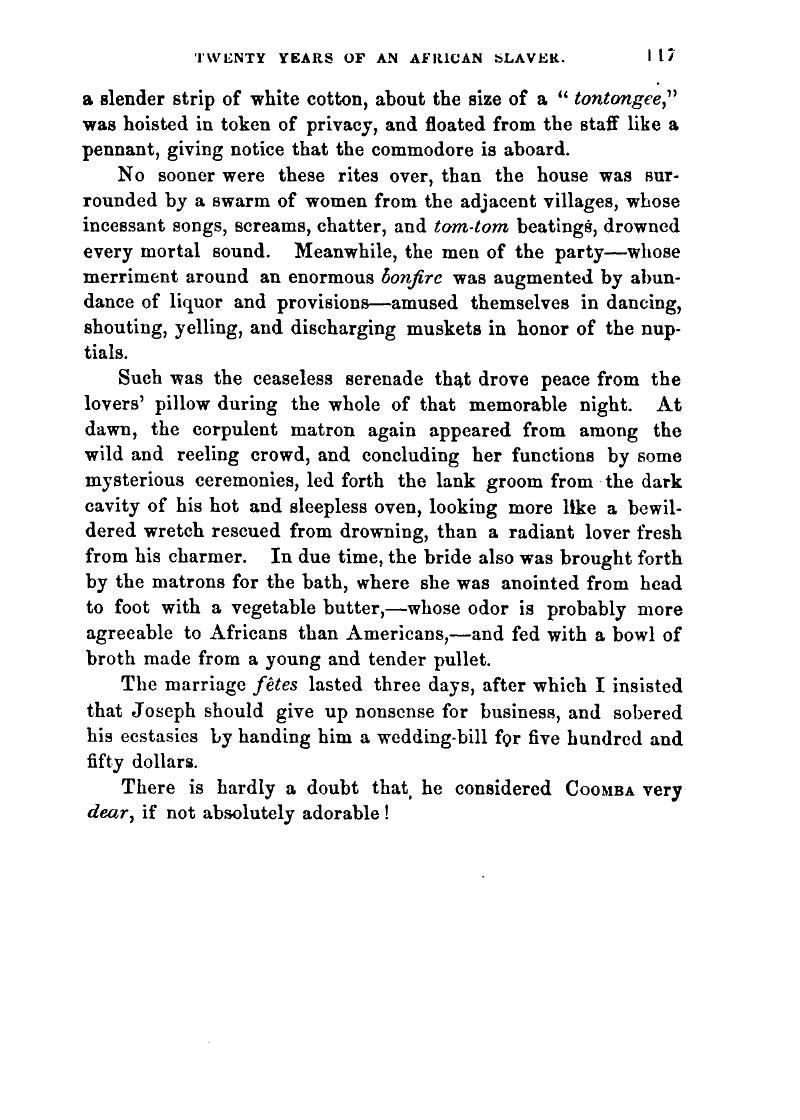 TWENTY YEARS OF AN AFRICAN SLAVER. 117
a slender strip of white cotton, about the size of a " tontongee,"
was hoisted in token of privacy, and floated from the staff like a
pennant, giving notice that the commodore is aboard.
No sooner were these rites over, than the house was sur-
rounded by a swarm of women from the adjacent villages, whose
incessant songs, screams, chatter, and tom-tom beatings, drowned
every mortal sound. Meanwhile, the men of the party—whose
merriment around an enormous bonfire was augmented by abun-
dance of liquor and provisions—amused themselves in dancing,
shouting, yelling, and discharging muskets in honor of the nup-
tials.
Such was the ceaseless serenade that drove peace from the
lovers' pillow during the whole of that memorable night. At
dawn, the corpulent matron again appeared from among the
wild and reeling crowd, and concluding her functions by some
mysterious ceremonies, led forth the lank groom from the dark
cavity of his hot and sleepless oven, looking more like a bewil-
dered wretch rescued from drowning, than a radiant lover fresh
from his charmer. In due time, the bride also was brought forth
by the matrons for the bath, where she was anointed from head
to foot with a vegetable butter,—whose odor is probably more
agreeable to Africans than Americans,—and fed with a bowl of
broth made from a young and tender pullet.
The marriage fêtes lasted three days, after which I insisted
that Joseph should give up nonsense for business, and sobered
his ecstasies by handing him a wedding-bill for five hundred and
fifty dollars.
There is hardly a doubt that he considered COOMBA very
dear, if not absolutely adorable!